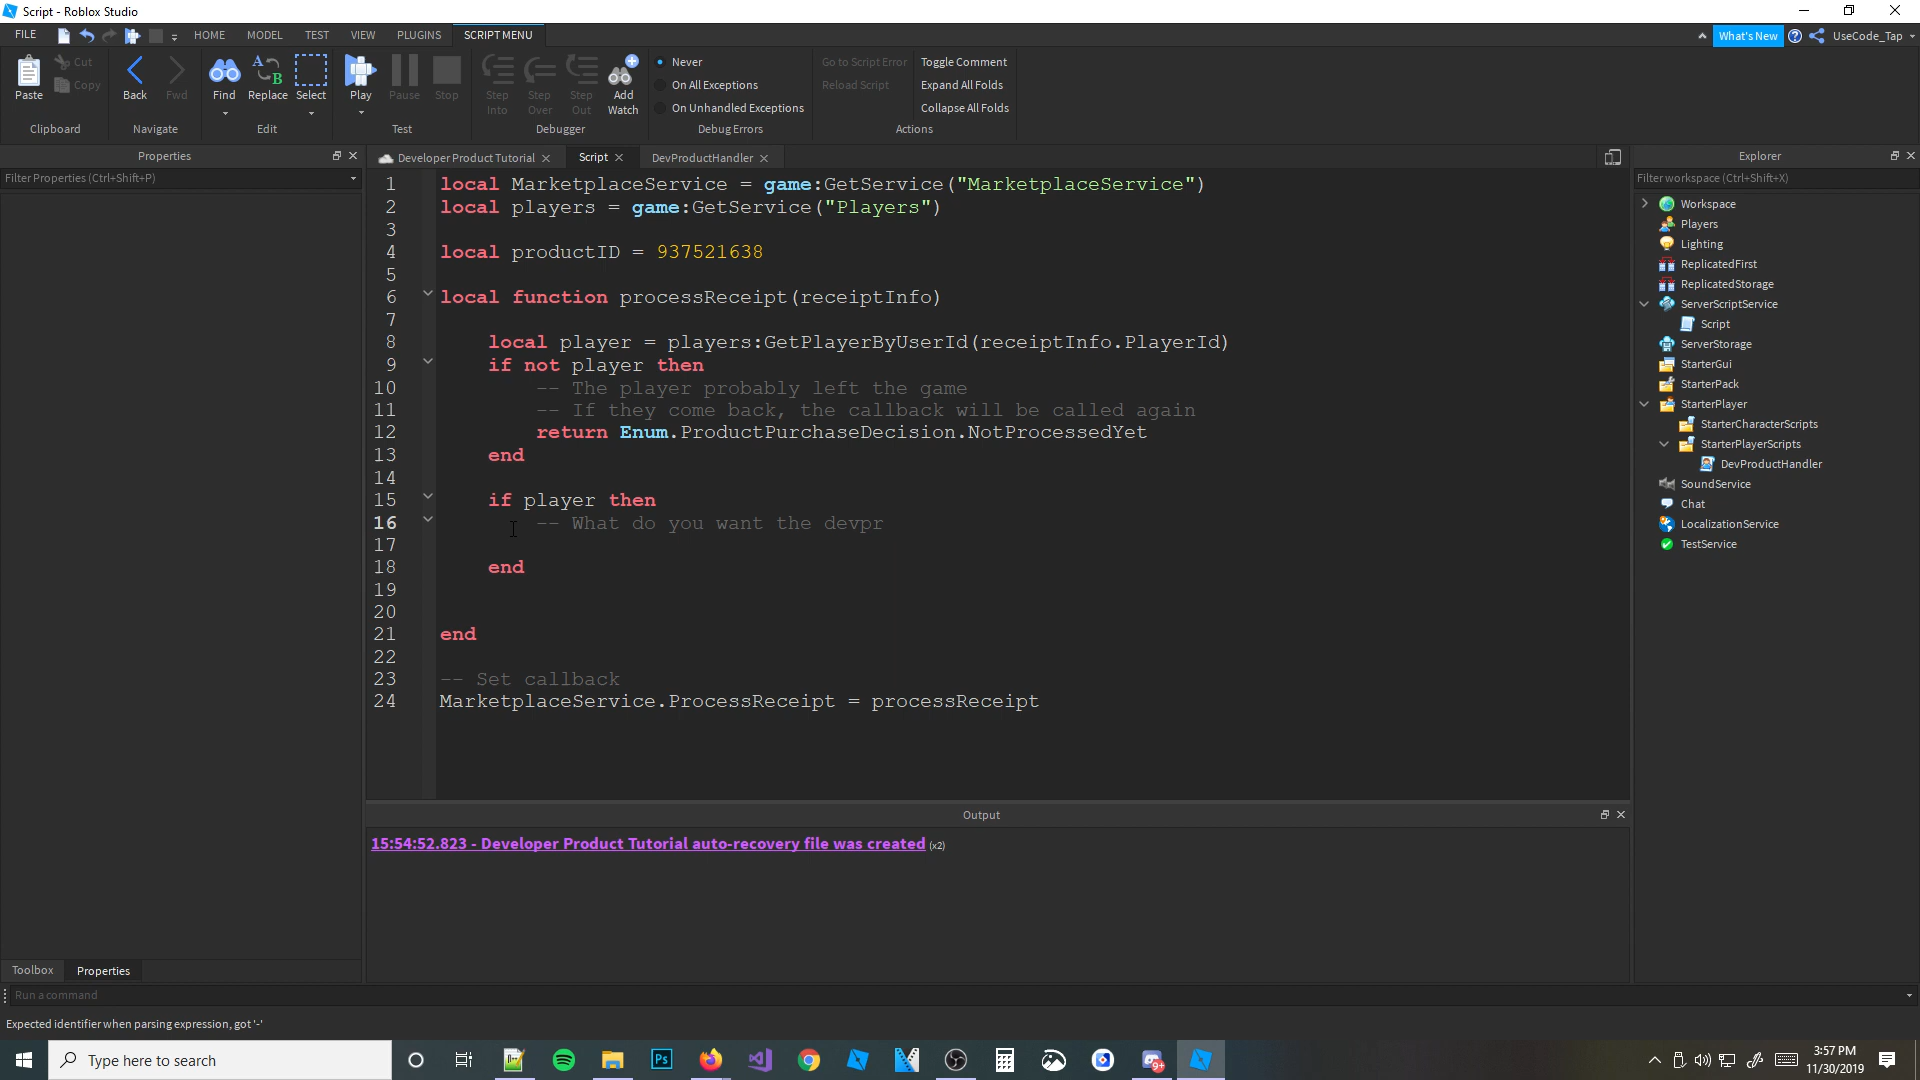 Script - Roblox Studio
FILE HOME MODEL TEST VIEW PLUGINS SCRIPT MENU What's New UseCode_Tap
Paste Cut Copy Back Fwd Find Replace Select Play Pause Stop Step Into Step Over Step Out Add Watch
Never
On All Exceptions
On Unhandled Exceptions
Go to Script Error
Reload Script
Toggle Comment
Expand All Folds
Collapse All Folds
Clipboard Navigate Edit Test Debugger Debug Errors Actions
Properties
Filter Properties (Ctrl+Shift+P)
Developer Product Tutorial Script DevProductHandler
1 local MarketplaceService = game:GetService("MarketplaceService")
2 local players = game:GetService("Players")
3
4 local productID = 937521638
5
6 local function processReceipt(receiptInfo)
7
8 local player = players:GetPlayerByUserId(receiptInfo.PlayerId)
9 if not player then
10 -- The player probably left the game
11 -- If they come back, the callback will be called again
12 return Enum.ProductPurchaseDecision.NotProcessedYet
13 end
14
15 if player then
16 -- What do you want the devpr
17
18 end
19
20
21 end
22
23 -- Set callback
24 MarketplaceService.ProcessReceipt = processReceipt
Output
15:54:52.823 - Developer Product Tutorial auto-recovery file was created (x2)
Explorer
Filter workspace (Ctrl+Shift+X)
Workspace
Players
Lighting
ReplicatedFirst
ReplicatedStorage
ServerScriptService
Script
ServerStorage
StarterGui
StarterPack
StarterPlayer
StarterCharacterScripts
StarterPlayerScripts
DevProductHandler
SoundService
Chat
LocalizationService
TestService
Toolbox Properties
Run a command
Expected identifier when parsing expression, got '-'
Type here to search
Ps
3:57 PM
11/30/2019